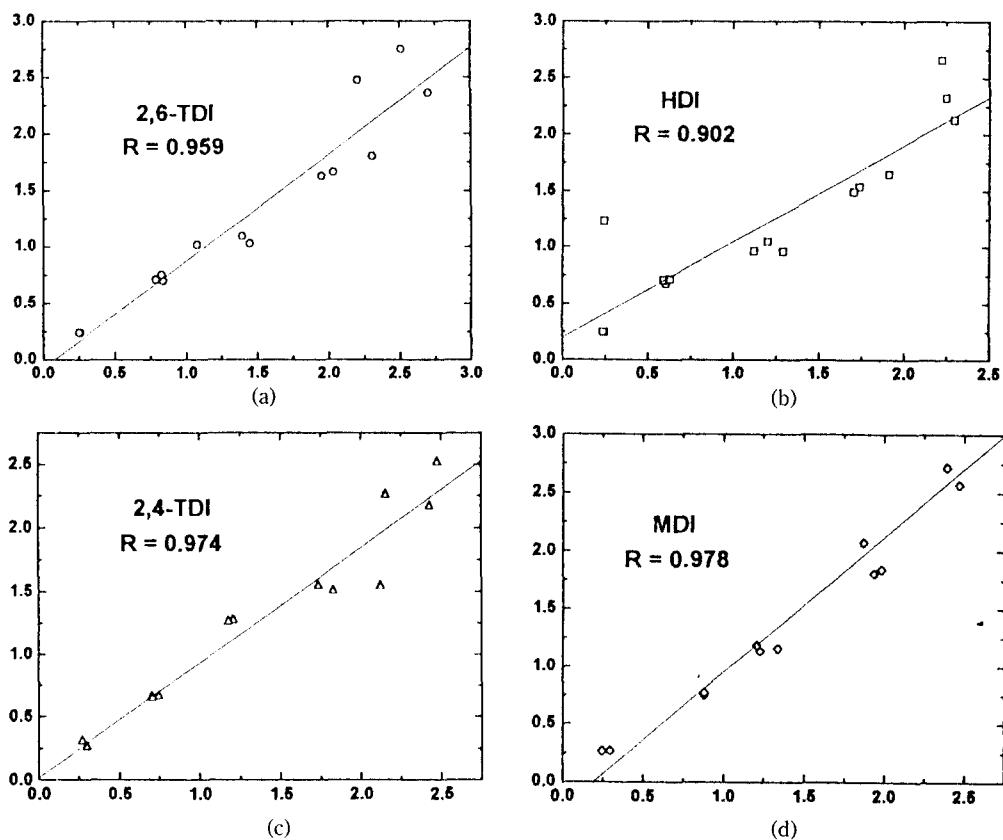 3.0
2.5
2.0
1.5
1.0
0.5
0.0
2,6-TDI
R = 0.959
0.0 0.5 1.0 1.5 2.0 2.5 3.0
(a)
3.0
2.5
2.0
1.5
1.0
0.5
0.0
HDI
R = 0.902
0.0 0.5 1.0 1.5 2.0 2.5
(b)
2.5
2.0
1.5
1.0
0.5
0.0
2,4-TDI
R = 0.974
0.0 0.5 1.0 1.5 2.0 2.5
(c)
3.0
2.5
2.0
1.5
1.0
0.5
0.0
MDI
R = 0.978
0.0 0.5 1.0 1.5 2.0 2.5
(d)